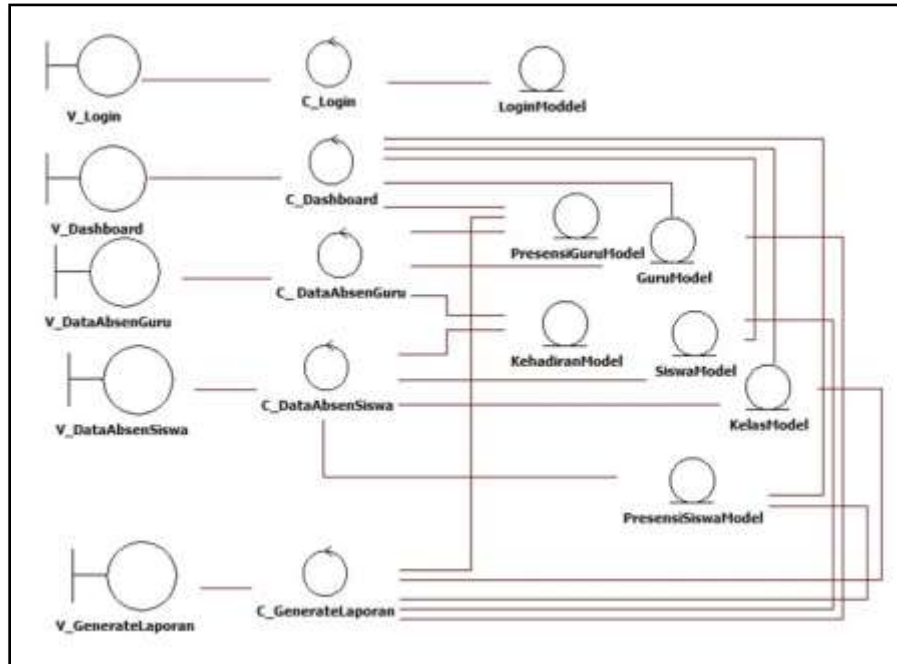 V_Login
C_Login
LoginModdel
V_Dashboard
C_Dashboard
PresensiGuruModel
GuruModel
V_DataAbsenGuru
C_ DataAbsenGuru
KehadiranModel
SiswaModel
V_DataAbsenSiswa
C_DataAbsenSiswa
KelasModel
PresensiSiswaModel
V_GenerateLaporan
C_GenerateLaporan